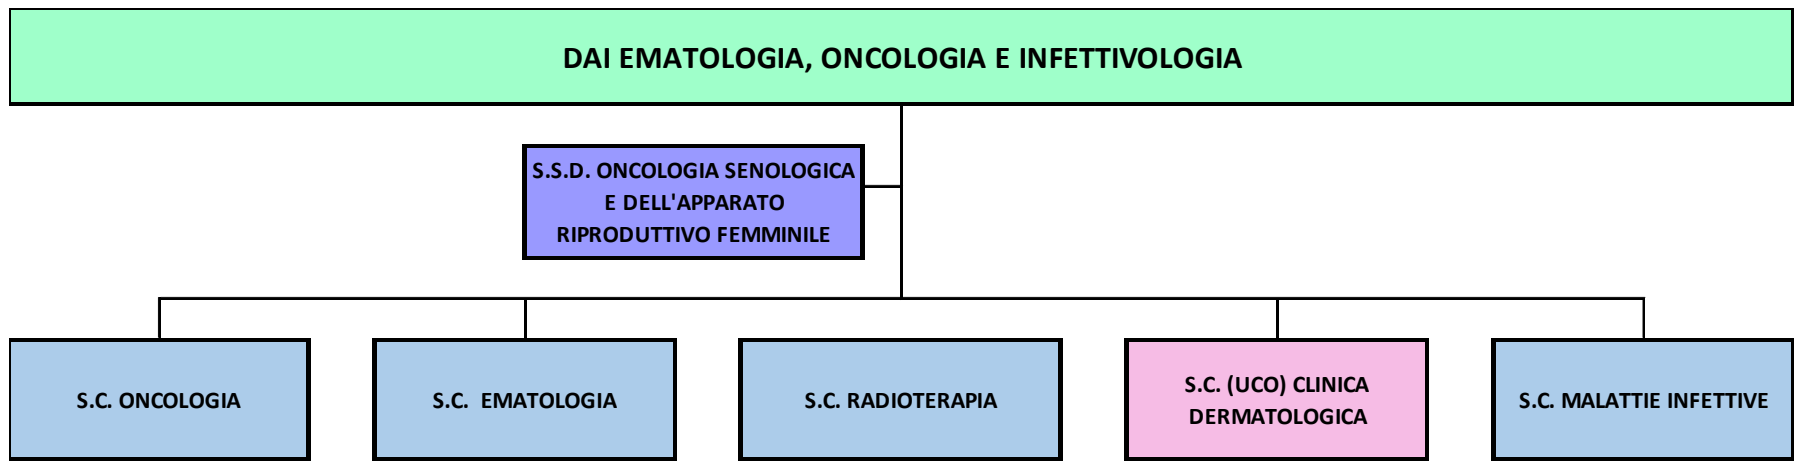 DAI EMATOLOGIA, ONCOLOGIA E INFETTIVOLOGIA
S.S.D. ONCOLOGIA SENOLOGICA
E DELL'APPARATO
RIPRODUTTIVO FEMMINILE
S.C. ONCOLOGIA
S.C. EMATOLOGIA
S.C. RADIOTERAPIA
S.C. (UCO) CLINICA
DERMATOLOGICA
S.C. MALATTIE INFETTIVE